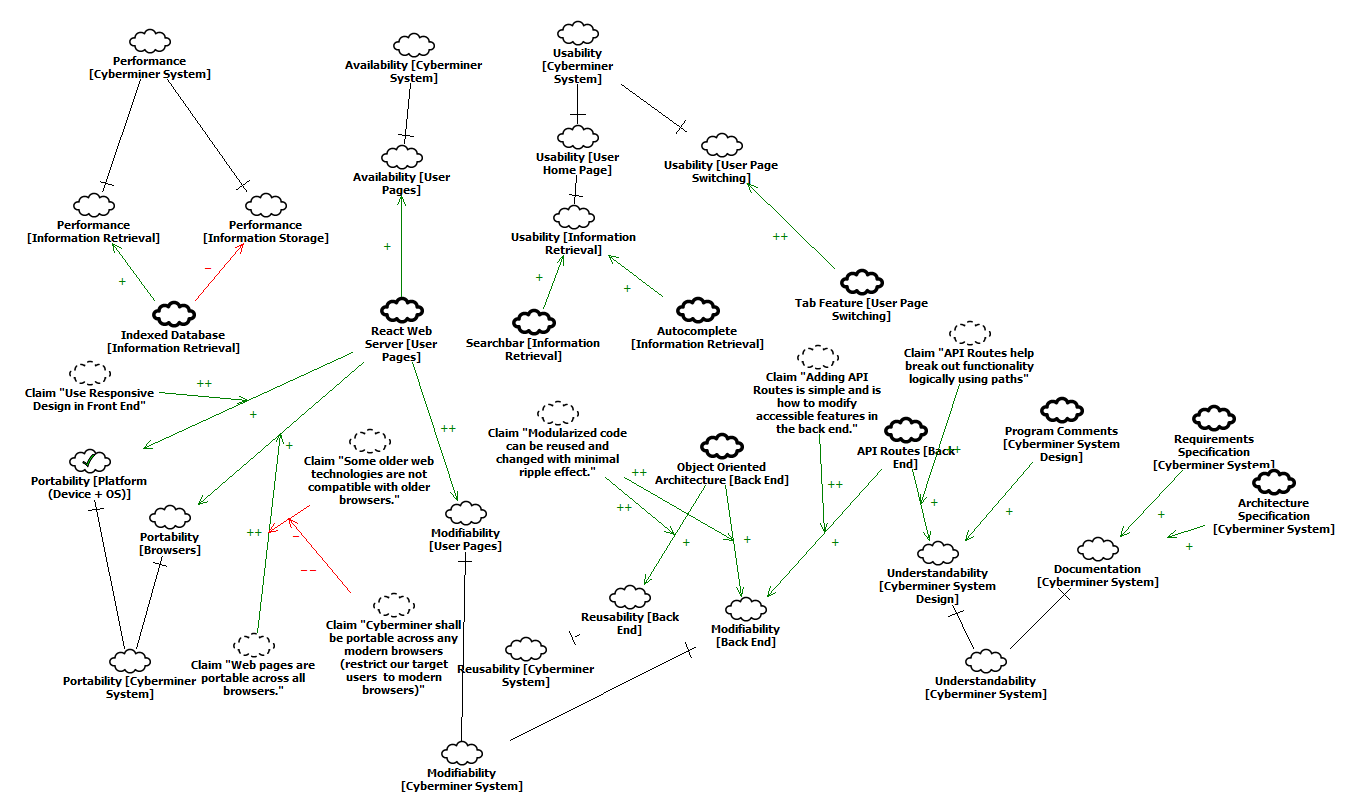 Performance
[Cyberminer System]
Availability [Cyberminer
System]
Usability
[Cyberminer
System]
Usability [User
Home Page]
Usability [User Page
Switching]
Availability [User
Pages]
Performance
[Information Retrieval]
Performance
[Information Storage]
Usability [Information
Retrieval]
+
++
+
–
+
+
Indexed Database
[Information Retrieval]
React Web
Server [User
Pages]
Searchbar [Information
Retrieval]
Autocomplete
[Information Retrieval]
Tab Feature [User Page
Switching]
Claim "Use Responsive
Design in Front End"
++
+
Claim "Adding API
Routes is simple and is
how to modify
accessible features in
the back end."
Claim "API Routes help
break out functionality
logically using paths"
Claim "Modularized code
can be reused and
changed with minimal
ripple effect."
++
+
Claim "Some older web
technologies are not
compatible with older
browsers."
Object Oriented
Architecture [Back End]
API Routes [Back
End]
++
Program Comments
[Cyberminer System
Design]
Requirements
Specification
[Cyberminer System]
Architecture
Specification
[Cyberminer System]
Portability [Platform
(Device + OS)]
Portability
[Browsers]
++
–
– –
Modifiability
[User Pages]
++
++
+
+
++
+
+
+
+
+
Understandability
[Cyberminer System
Design]
Documentation
[Cyberminer System]
Claim "Cyberminer shall
be portable across any
modern browsers
(restrict our target
users to modern
browsers)"
Reusability [Back
End]
Modifiability
[Back End]
Portability [Cyberminer
System]
Claim "Web pages are
portable across all
browsers."
Reusability [Cyberminer
System]
Understandability
[Cyberminer System]
Modifiability
[Cyberminer System]